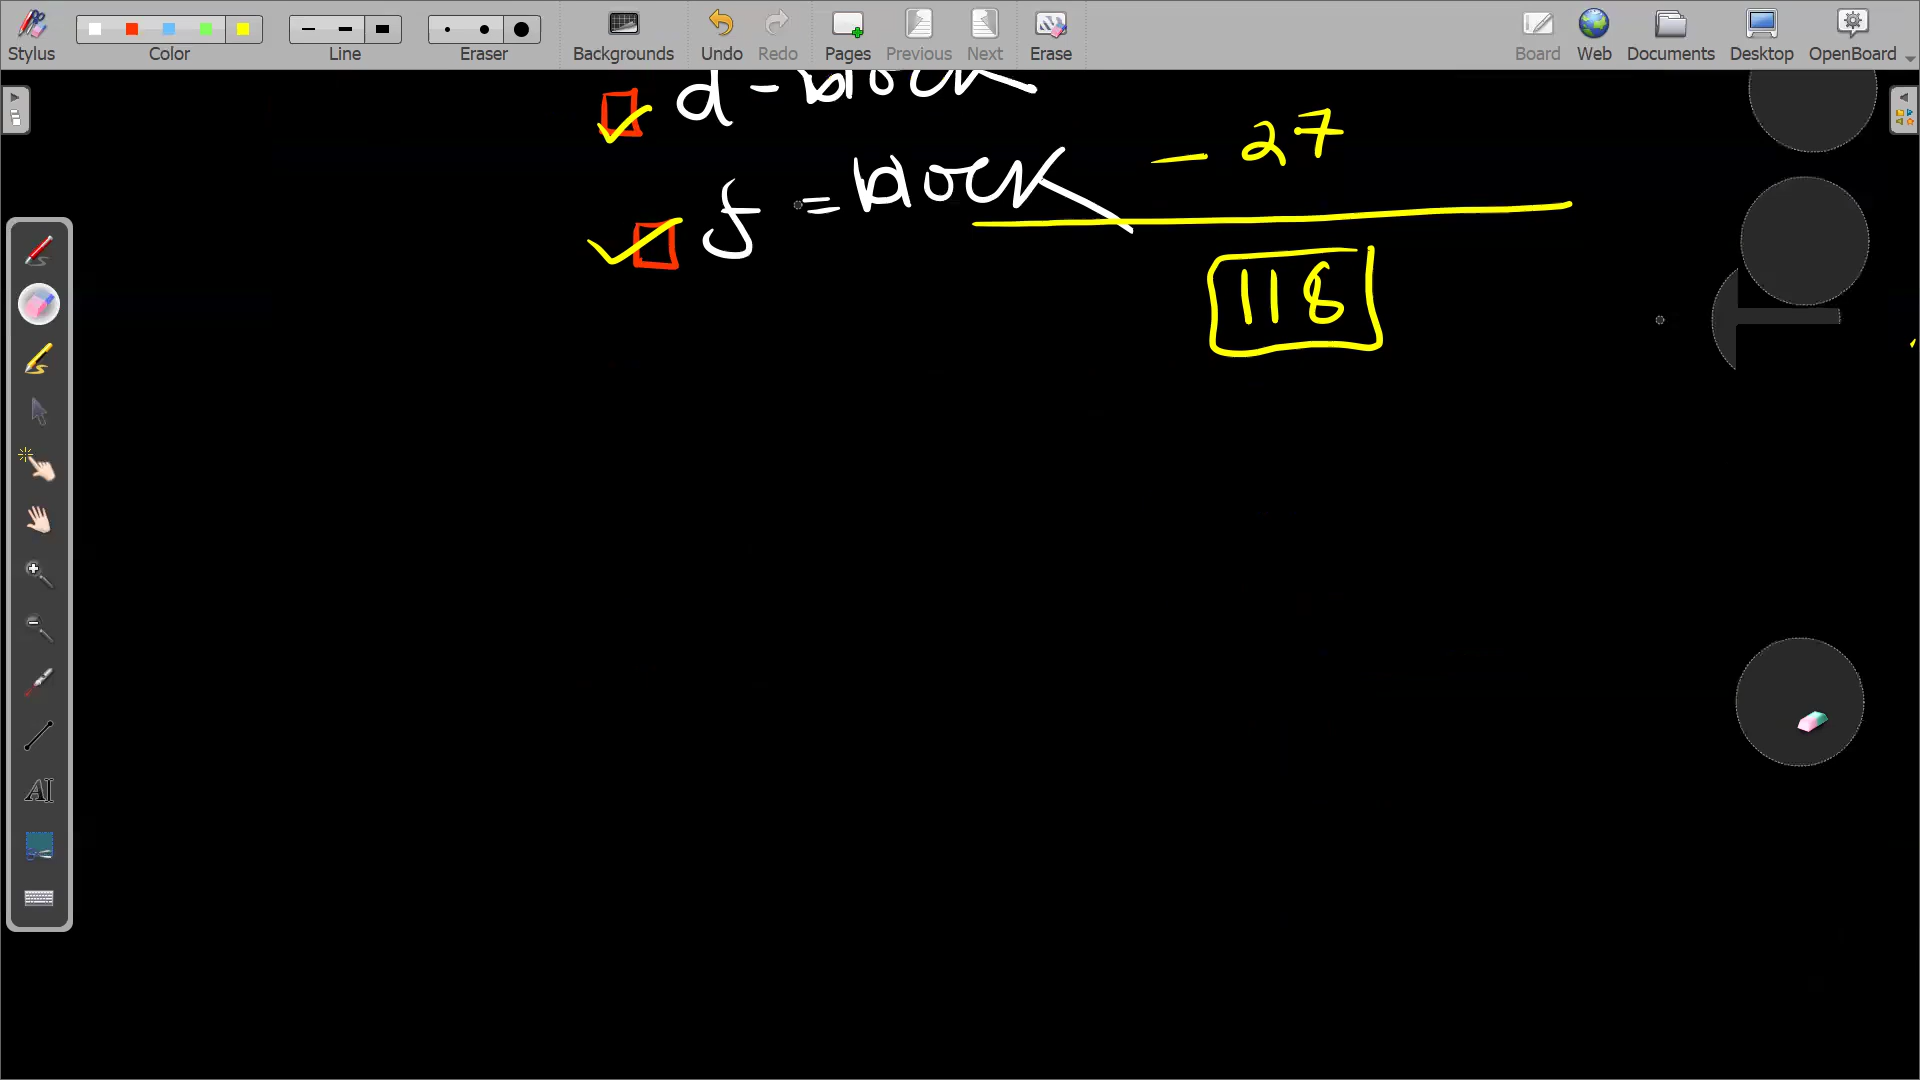 Stylus Color Line Eraser Backgrounds Undo Redo Pages Previous Next Erase Board Web Documents Desktop OpenBoard
d - block
- 27
f = block
118
AI